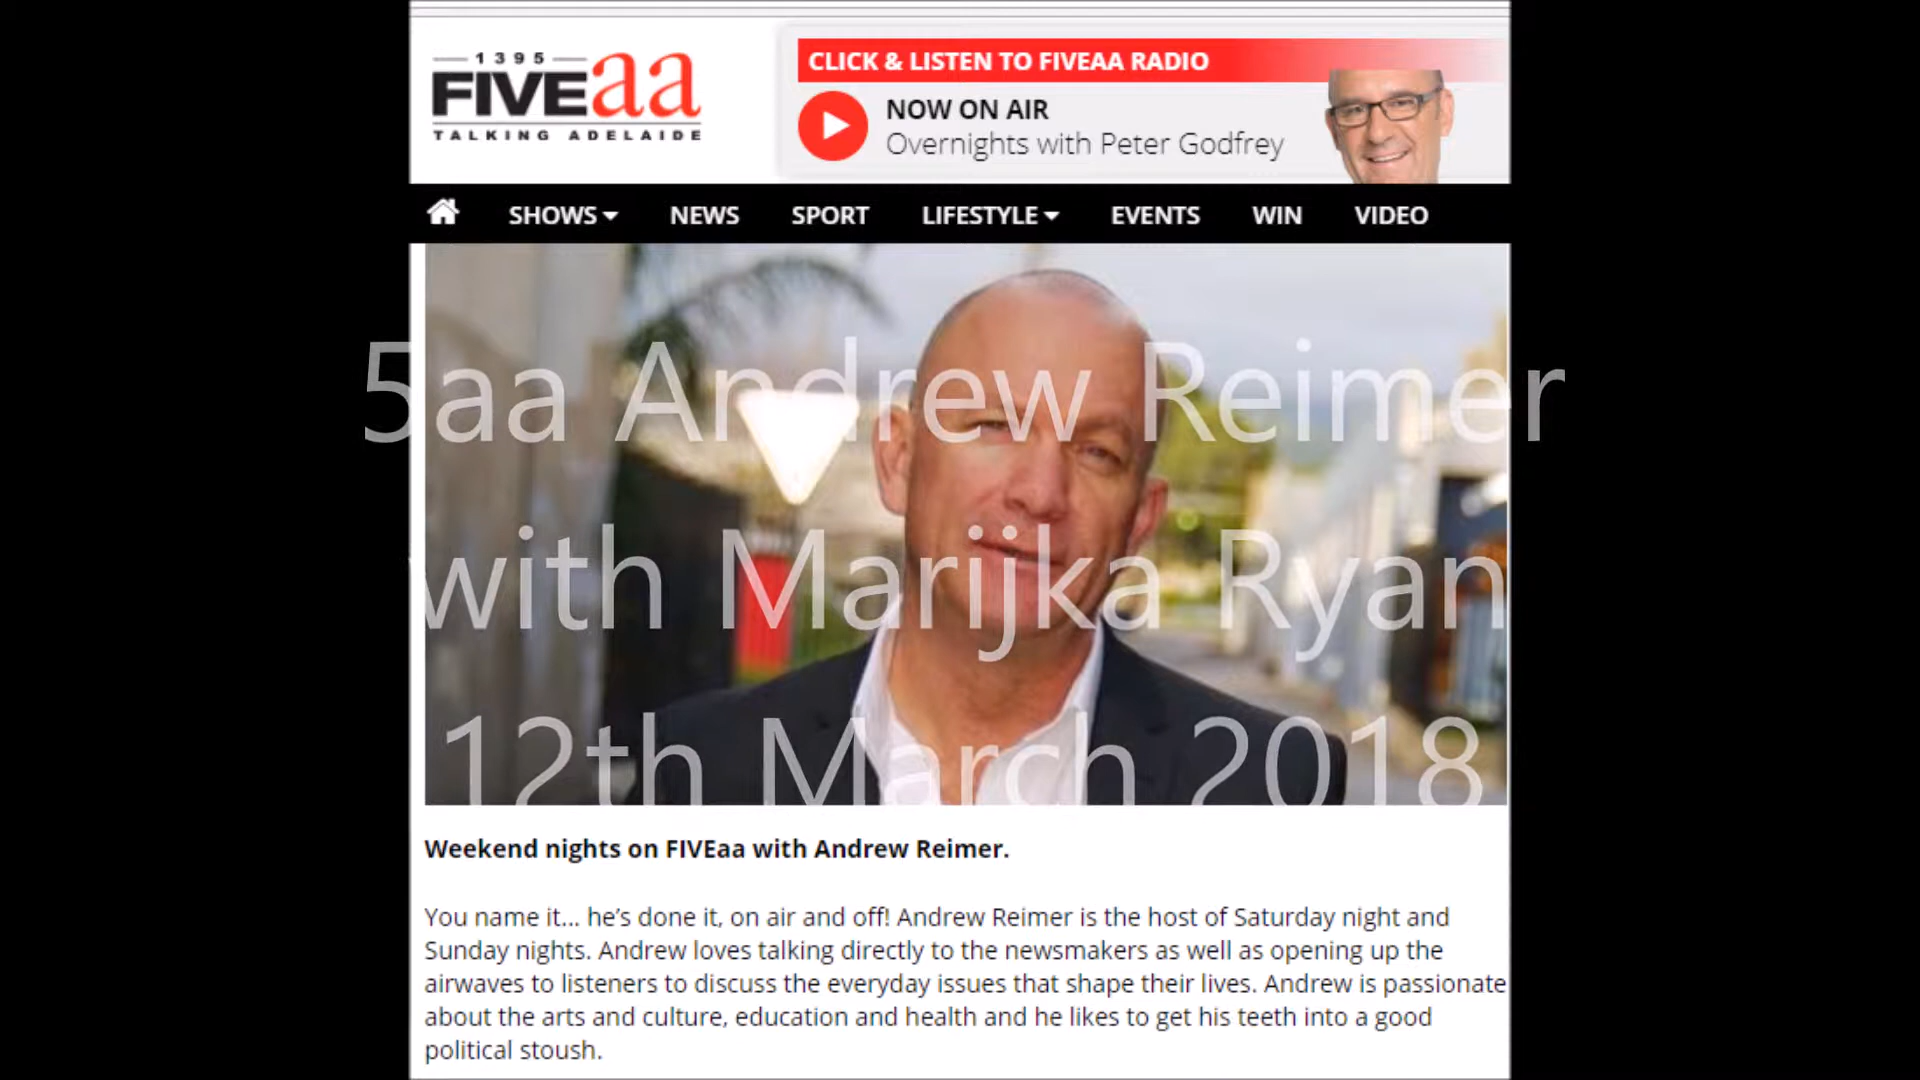 1395
FIVEaa
TALKING ADELAIDE
CLICK & LISTEN TO FIVEAA RADIO
NOW ON AIR
Overnights with Peter Godfrey
SHOWS NEWS SPORT LIFESTYLE EVENTS WIN VIDEO
5aa Andrew Reimer
with Marijka Ryan
12th March 2018
Weekend nights on FIVEaa with Andrew Reimer.
You name it... he's done it, on air and off! Andrew Reimer is the host of Saturday night and
Sunday nights. Andrew loves talking directly to the newsmakers as well as opening up the
airwaves to listeners to discuss the everyday issues that shape their lives. Andrew is passionate
about the arts and culture, education and health and he likes to get his teeth into a good
political stoush.